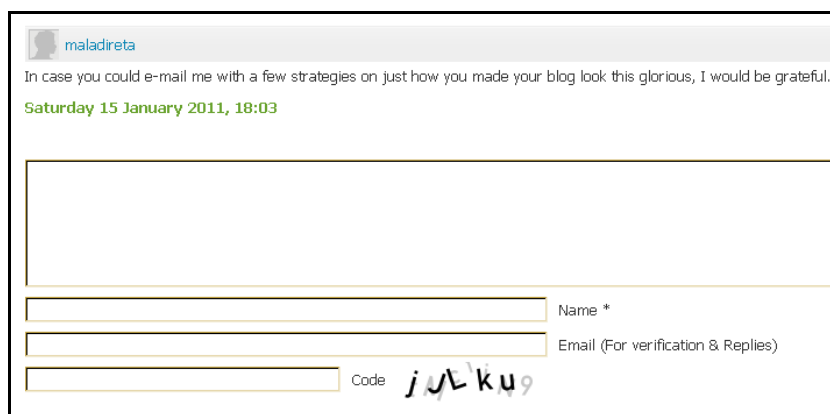 maladireta
In case you could e-mail me with a few strategies on just how you made your blog look this glorious, I would be grateful.
Saturday 15 January 2011, 18:03
Name *
Email (For verification & Replies)
Code